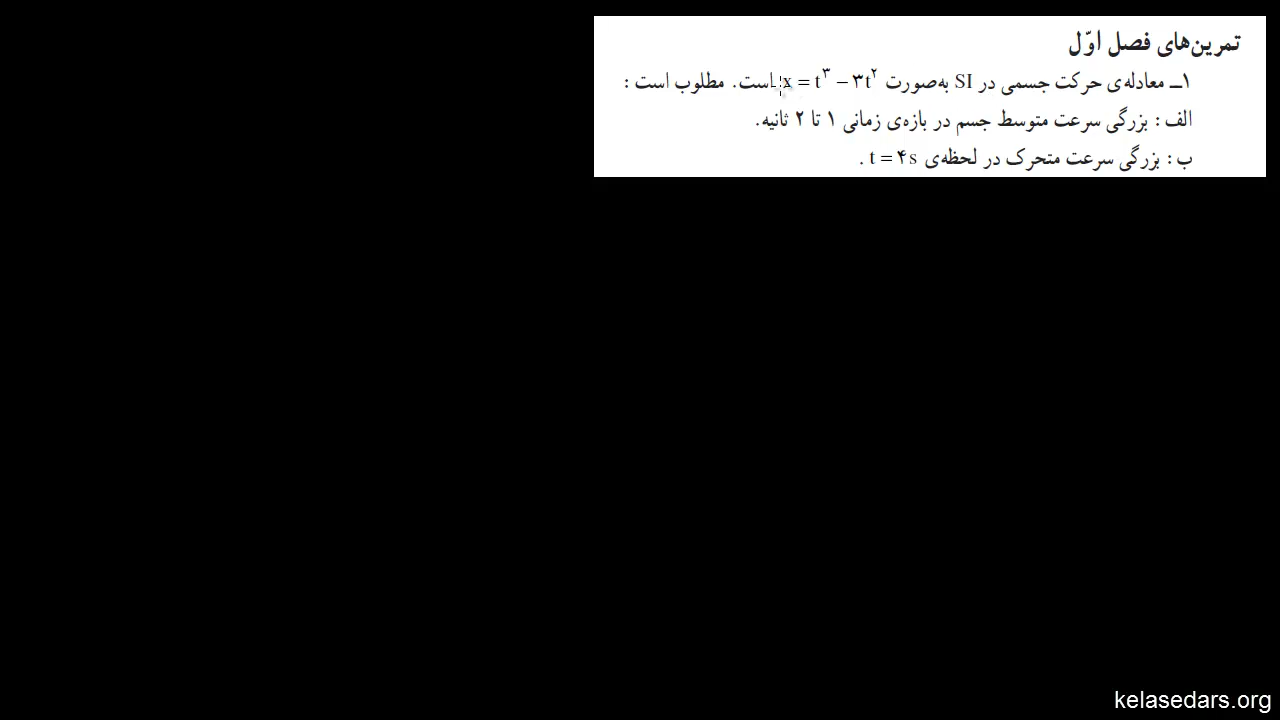 تمرین‌های فصل اوّل
۱ــ معادله‌ی حرکت جسمی در SI به‌صورت x = t³ − ۳t² است. مطلوب است :
الف : بزرگی سرعت متوسط جسم در بازه‌ی زمانی ۱ تا ۲ ثانیه.
ب : بزرگی سرعت متحرک در لحظه‌ی t = ۴s .
kelasedars.org